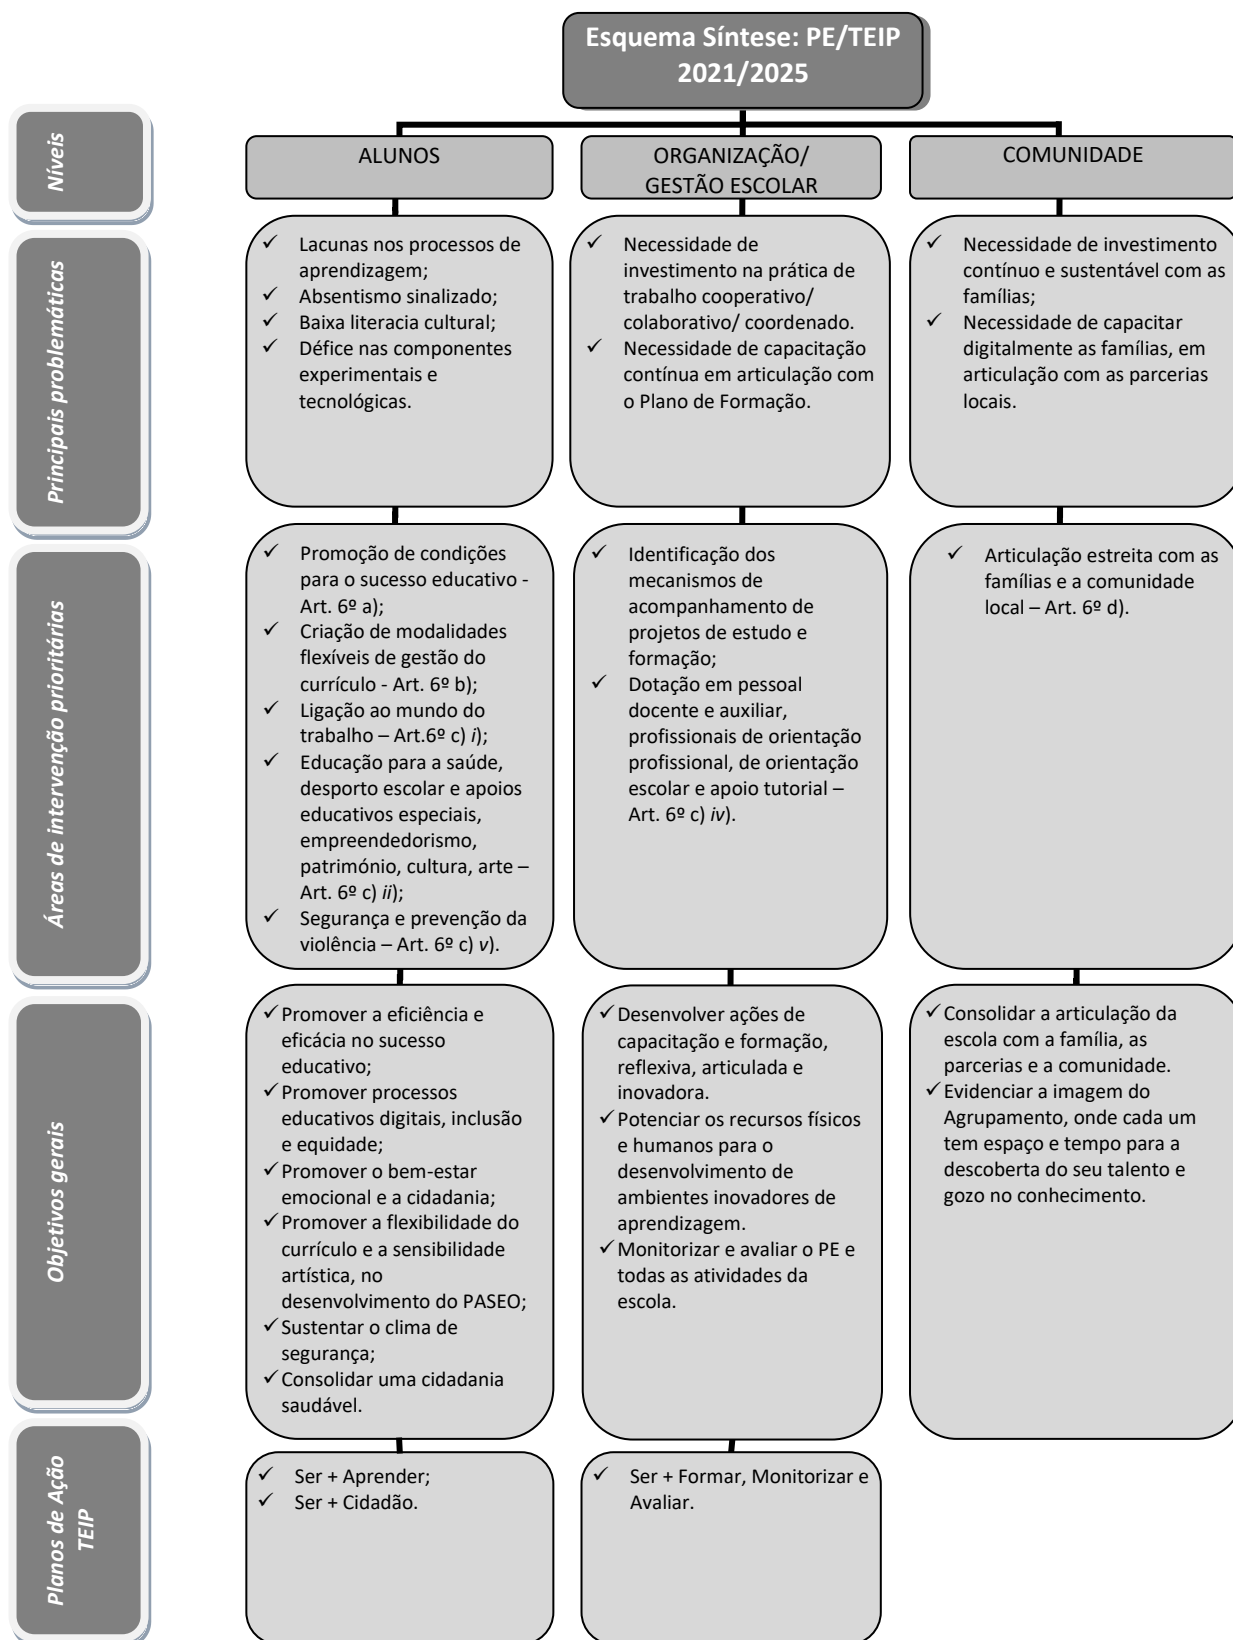 Esquema Síntese: PE/TEIP
2021/2025
Níveis
ALUNOS
ORGANIZAÇÃO/
GESTÃO ESCOLAR
COMUNIDADE
Principais problemáticas
✓ Lacunas nos processos de
aprendizagem;
✓ Absentismo sinalizado;
✓ Baixa literacia cultural;
✓ Défice nas componentes
experimentais e
tecnológicas.
✓ Necessidade de
investimento na prática de
trabalho cooperativo/
colaborativo/ coordenado.
✓ Necessidade de capacitação
contínua em articulação com
o Plano de Formação.
✓ Necessidade de investimento
contínuo e sustentável com as
famílias;
✓ Necessidade de capacitar
digitalmente as famílias, em
articulação com as parcerias
locais.
Áreas de intervenção prioritárias
✓ Promoção de condições
para o sucesso educativo -
Art. 6º a);
✓ Criação de modalidades
flexíveis de gestão do
currículo - Art. 6º b);
✓ Ligação ao mundo do
trabalho – Art.6º c) i);
✓ Educação para a saúde,
desporto escolar e apoios
educativos especiais,
empreendedorismo,
património, cultura, arte –
Art. 6º c) ii);
✓ Segurança e prevenção da
violência – Art. 6º c) v).
✓ Identificação dos
mecanismos de
acompanhamento de
projetos de estudo e
formação;
✓ Dotação em pessoal
docente e auxiliar,
profissionais de orientação
profissional, de orientação
escolar e apoio tutorial –
Art. 6º c) iv).
✓ Articulação estreita com as
famílias e a comunidade
local – Art. 6º d).
Objetivos gerais
✓ Promover a eficiência e
eficácia no sucesso
educativo;
✓ Promover processos
educativos digitais, inclusão
e equidade;
✓ Promover o bem-estar
emocional e a cidadania;
✓ Promover a flexibilidade do
currículo e a sensibilidade
artística, no
desenvolvimento do PASEO;
✓ Sustentar o clima de
segurança;
✓ Consolidar uma cidadania
saudável.
✓ Desenvolver ações de
capacitação e formação,
reflexiva, articulada e
inovadora.
✓ Potenciar os recursos físicos
e humanos para o
desenvolvimento de
ambientes inovadores de
aprendizagem.
✓ Monitorizar e avaliar o PE e
todas as atividades da
escola.
✓ Consolidar a articulação da
escola com a família, as
parcerias e a comunidade.
✓ Evidenciar a imagem do
Agrupamento, onde cada um
tem espaço e tempo para a
descoberta do seu talento e
gozo no conhecimento.
Planos de Ação
TEIP
✓ Ser + Aprender;
✓ Ser + Cidadão.
✓ Ser + Formar, Monitorizar e
Avaliar.